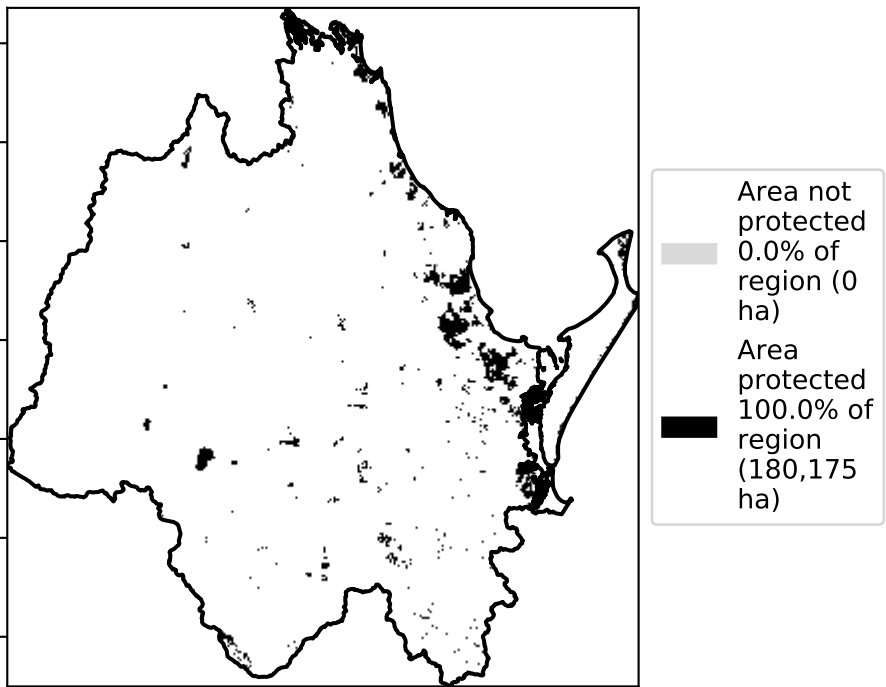 Area not
protected
0.0% of
region (0
ha)
Area
protected
100.0% of
region
(180,175
ha)